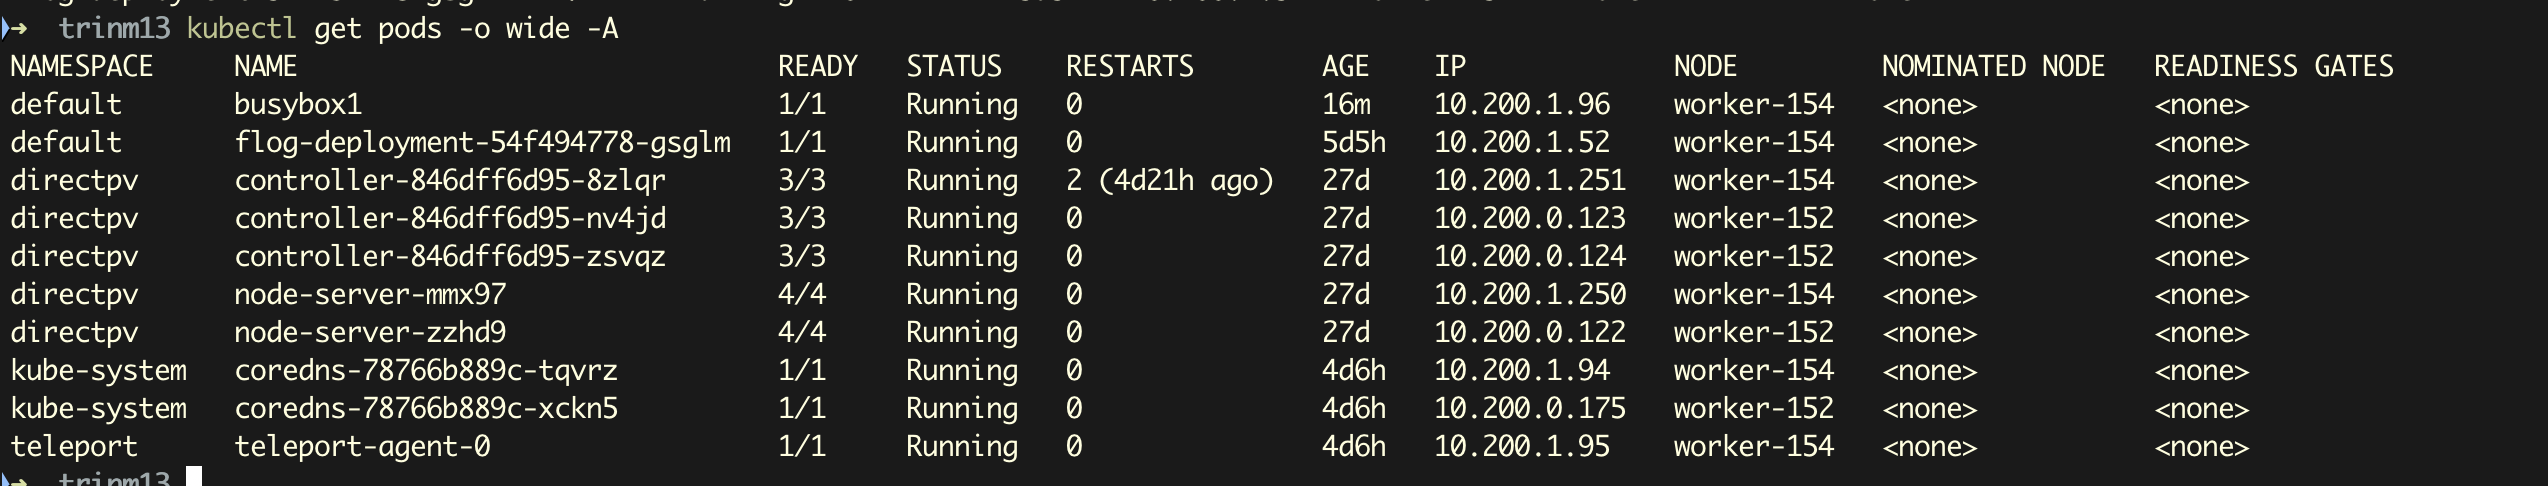 ➜ trinm13 kubectl get pods -o wide -A
NAMESPACE NAME READY STATUS RESTARTS AGE IP NODE NOMINATED NODE READINESS GATES
default busybox1 1/1 Running 0 16m 10.200.1.96 worker-154 <none> <none>
default flog-deployment-54f494778-gsglm 1/1 Running 0 5d5h 10.200.1.52 worker-154 <none> <none>
directpv controller-846dff6d95-8zlqr 3/3 Running 2 (4d21h ago) 27d 10.200.1.251 worker-154 <none> <none>
directpv controller-846dff6d95-nv4jd 3/3 Running 0 27d 10.200.0.123 worker-152 <none> <none>
directpv controller-846dff6d95-zsvqz 3/3 Running 0 27d 10.200.0.124 worker-152 <none> <none>
directpv node-server-mmx97 4/4 Running 0 27d 10.200.1.250 worker-154 <none> <none>
directpv node-server-zzhd9 4/4 Running 0 27d 10.200.0.122 worker-152 <none> <none>
kube-system coredns-78766b889c-tqvrz 1/1 Running 0 4d6h 10.200.1.94 worker-154 <none> <none>
kube-system coredns-78766b889c-xckn5 1/1 Running 0 4d6h 10.200.0.175 worker-152 <none> <none>
teleport teleport-agent-0 1/1 Running 0 4d6h 10.200.1.95 worker-154 <none> <none>
➜ trinm13